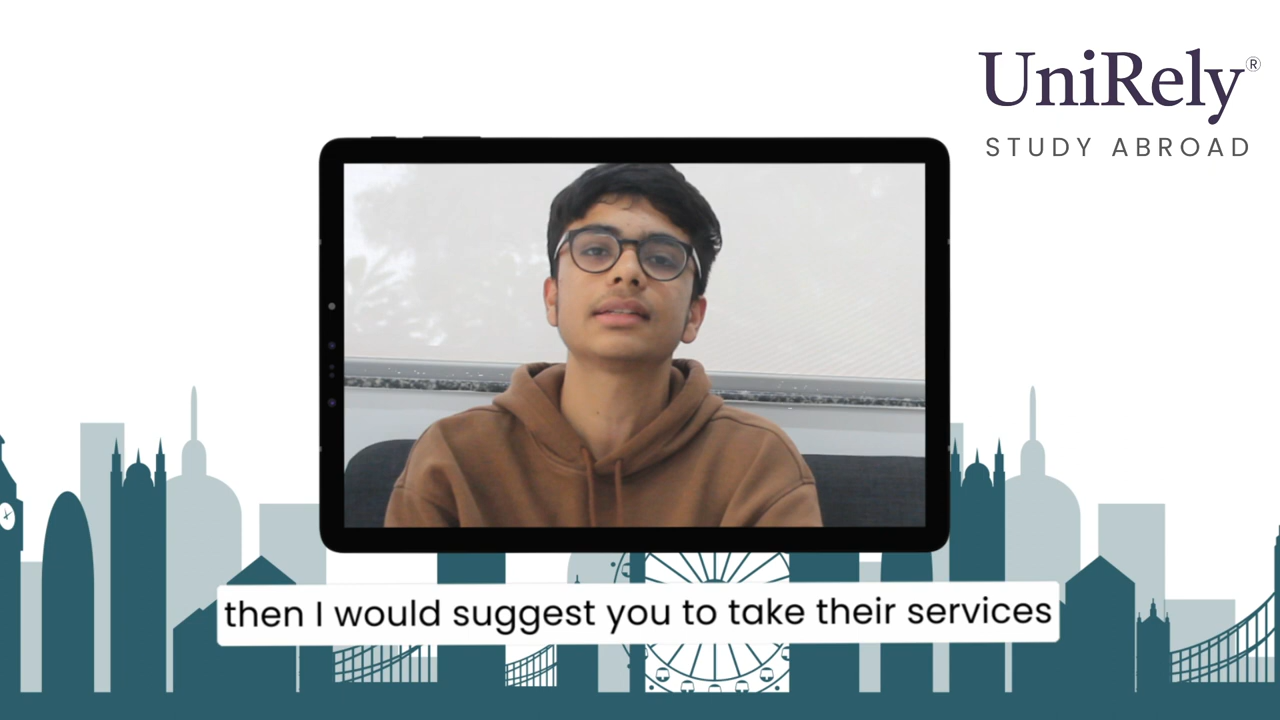 UniRely®
STUDY ABROAD
then I would suggest you to take their services